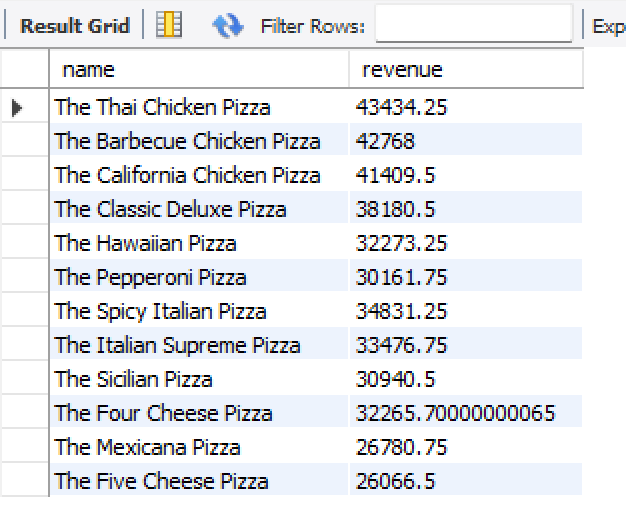 Result Grid Filter Rows: Exp
name revenue
The Thai Chicken Pizza 43434.25
The Barbecue Chicken Pizza 42768
The California Chicken Pizza 41409.5
The Classic Deluxe Pizza 38180.5
The Hawaiian Pizza 32273.25
The Pepperoni Pizza 30161.75
The Spicy Italian Pizza 34831.25
The Italian Supreme Pizza 33476.75
The Sicilian Pizza 30940.5
The Four Cheese Pizza 32265.70000000065
The Mexicana Pizza 26780.75
The Five Cheese Pizza 26066.5